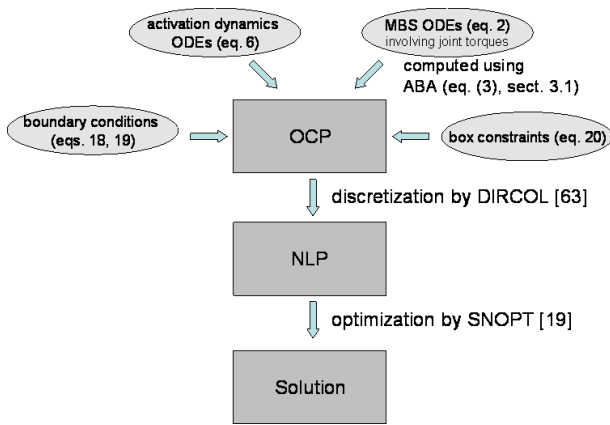 activation dynamics
ODEs (eq. 6)
MBS ODEs (eq. 2)
involving joint torques
computed using
ABA (eq. (3), sect. 3.1)
boundary conditions
(eqs. 18, 19)
OCP
box constraints (eq. 20)
discretization by DIRCOL [63]
NLP
optimization by SNOPT [19]
Solution